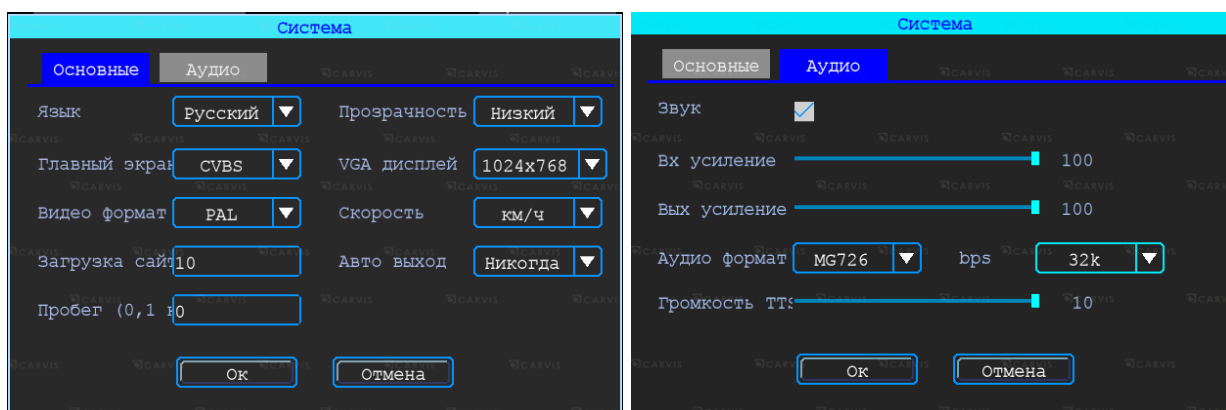 Система
Основные Аудио
Язык Русский Прозрачность Низкий
Главный экран CVBS VGA дисплей 1024x768
Видео формат PAL Скорость км/ч
Загрузка сайт 10 Авто выход Никогда
Пробег (0,1 к 0
Ок Отмена
Система
Основные Аудио
Звук
Вх усиление 100
Вых усиление 100
Аудио формат MG726 bps 32k
Громкость TTS 10
Ок Отмена
CARVIS